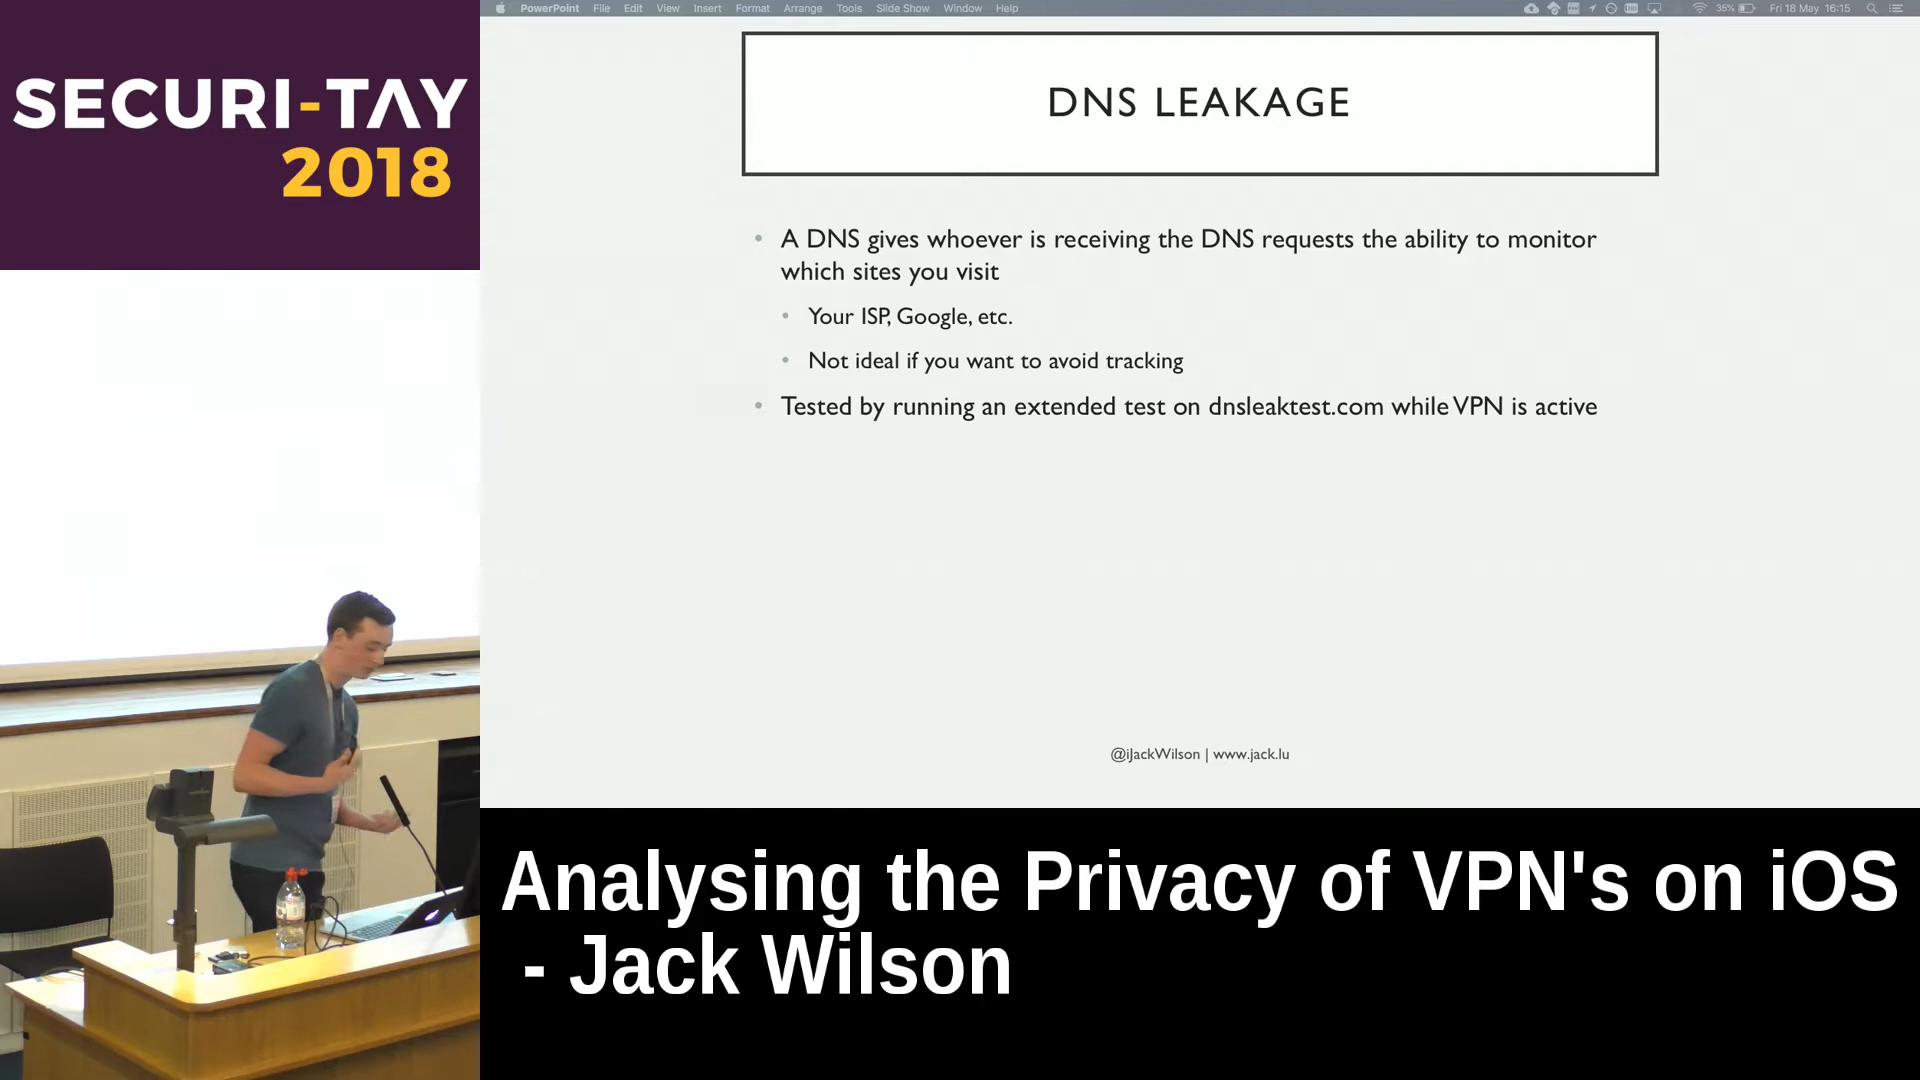 SECURI-TAY
2018
PowerPoint File Edit View Insert Format Arrange Tools Slide Show Window Help 35% Fri 18 May 16:15
DNS LEAKAGE
• A DNS gives whoever is receiving the DNS requests the ability to monitor
which sites you visit
• Your ISP, Google, etc.
• Not ideal if you want to avoid tracking
• Tested by running an extended test on dnsleaktest.com while VPN is active
@iJackWilson | www.jack.lu
Analysing the Privacy of VPN's on iOS
- Jack Wilson